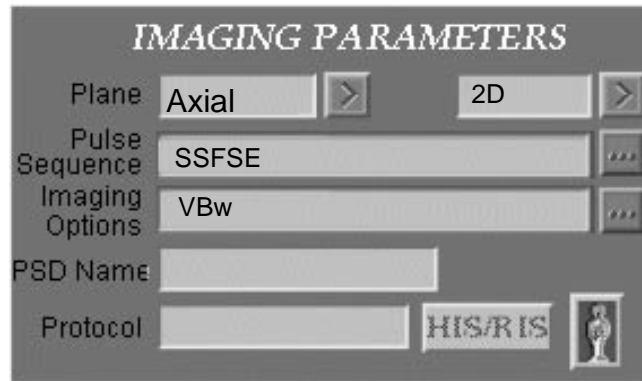 IMAGING PARAMETERS
Plane Axial > 2D >
Pulse Sequence SSFSE ...
Imaging Options VBw ...
PSD Name
Protocol HIS/RIS